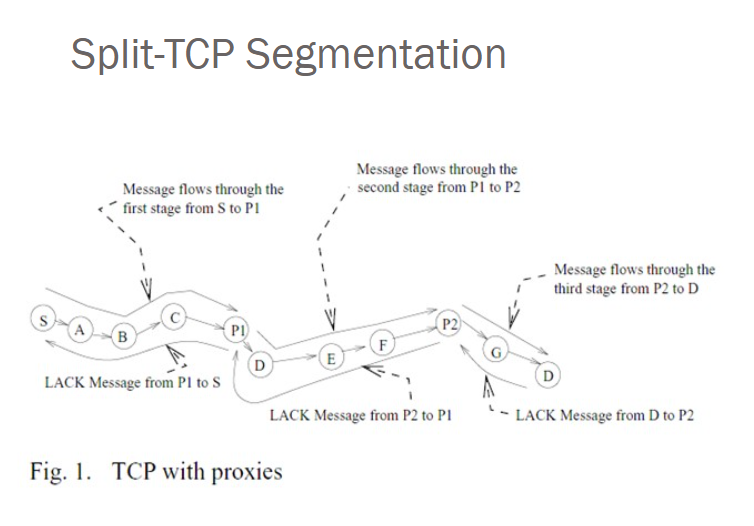 Split-TCP Segmentation
Message flows through the
second stage from P1 to P2
Message flows through the
first stage from S to P1
Message flows through the
third stage from P2 to D
S
A
B
C
P1
D
E
F
P2
G
D
LACK Message from P1 to S
LACK Message from P2 to P1
LACK Message from D to P2
Fig. 1. TCP with proxies